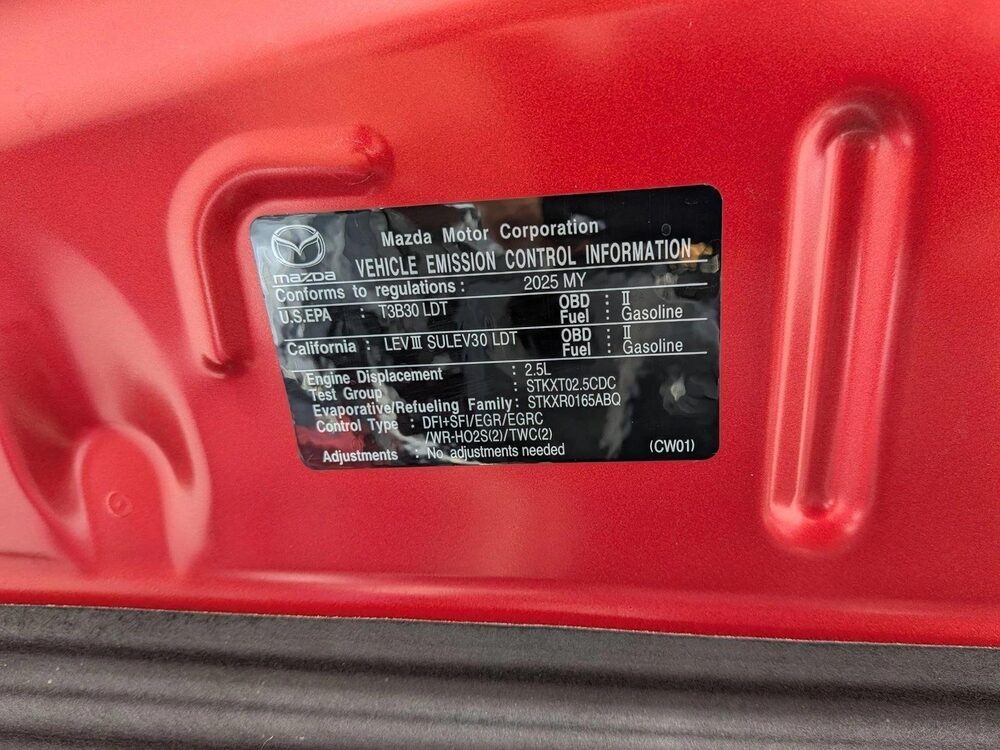 mazda
Mazda Motor Corporation
VEHICLE EMISSION CONTROL INFORMATION
Conforms to regulations : 2025 MY
U.S.EPA : T3B30 LDT OBD : II
Fuel : Gasoline
California : LEVIII SULEV30 LDT OBD : II
Fuel : Gasoline
Engine Displacement : 2.5L
Test Group : STKXT02.5CDC
Evaporative/Refueling Family : STKXR0165ABQ
Control Type : DFI+SFI/EGR/EGRC
/WR-HO2S(2)/TWC(2)
Adjustments : No adjustments needed (CW01)